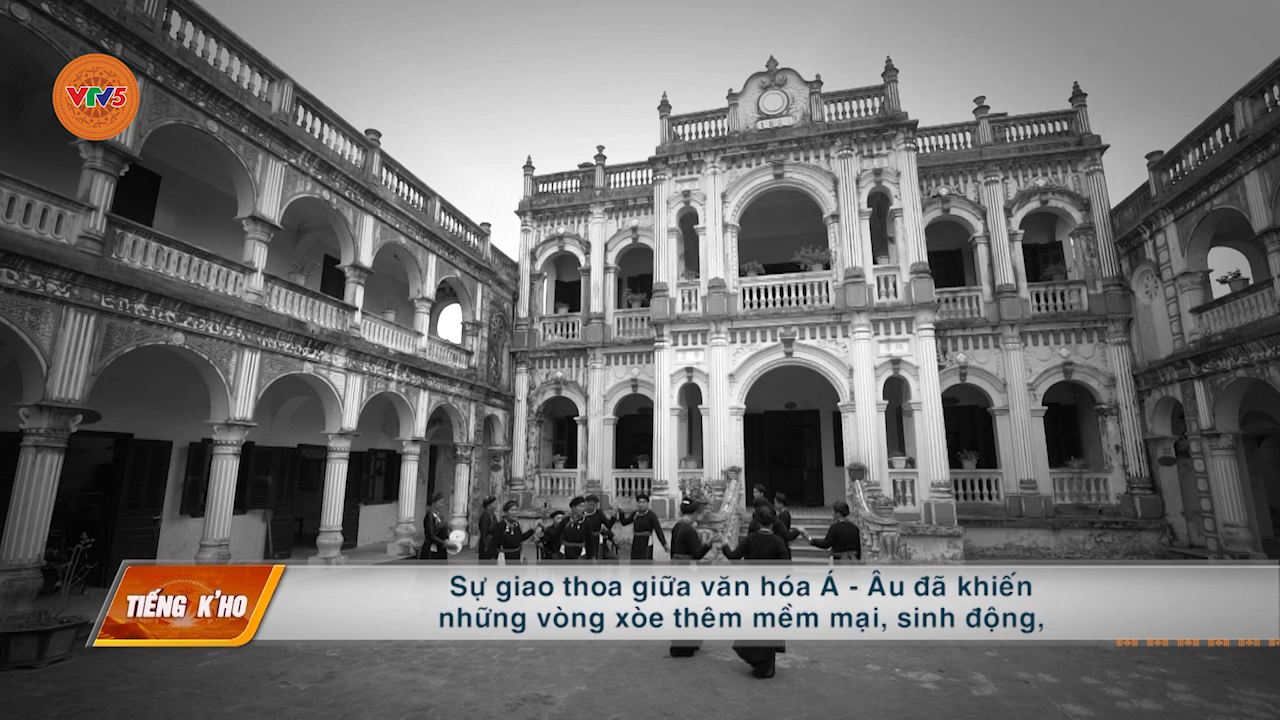 VTV5
TIẾNG K'HO
Sự giao thoa giữa văn hóa Á - Âu đã khiến
những vòng xòe thêm mềm mại, sinh động,